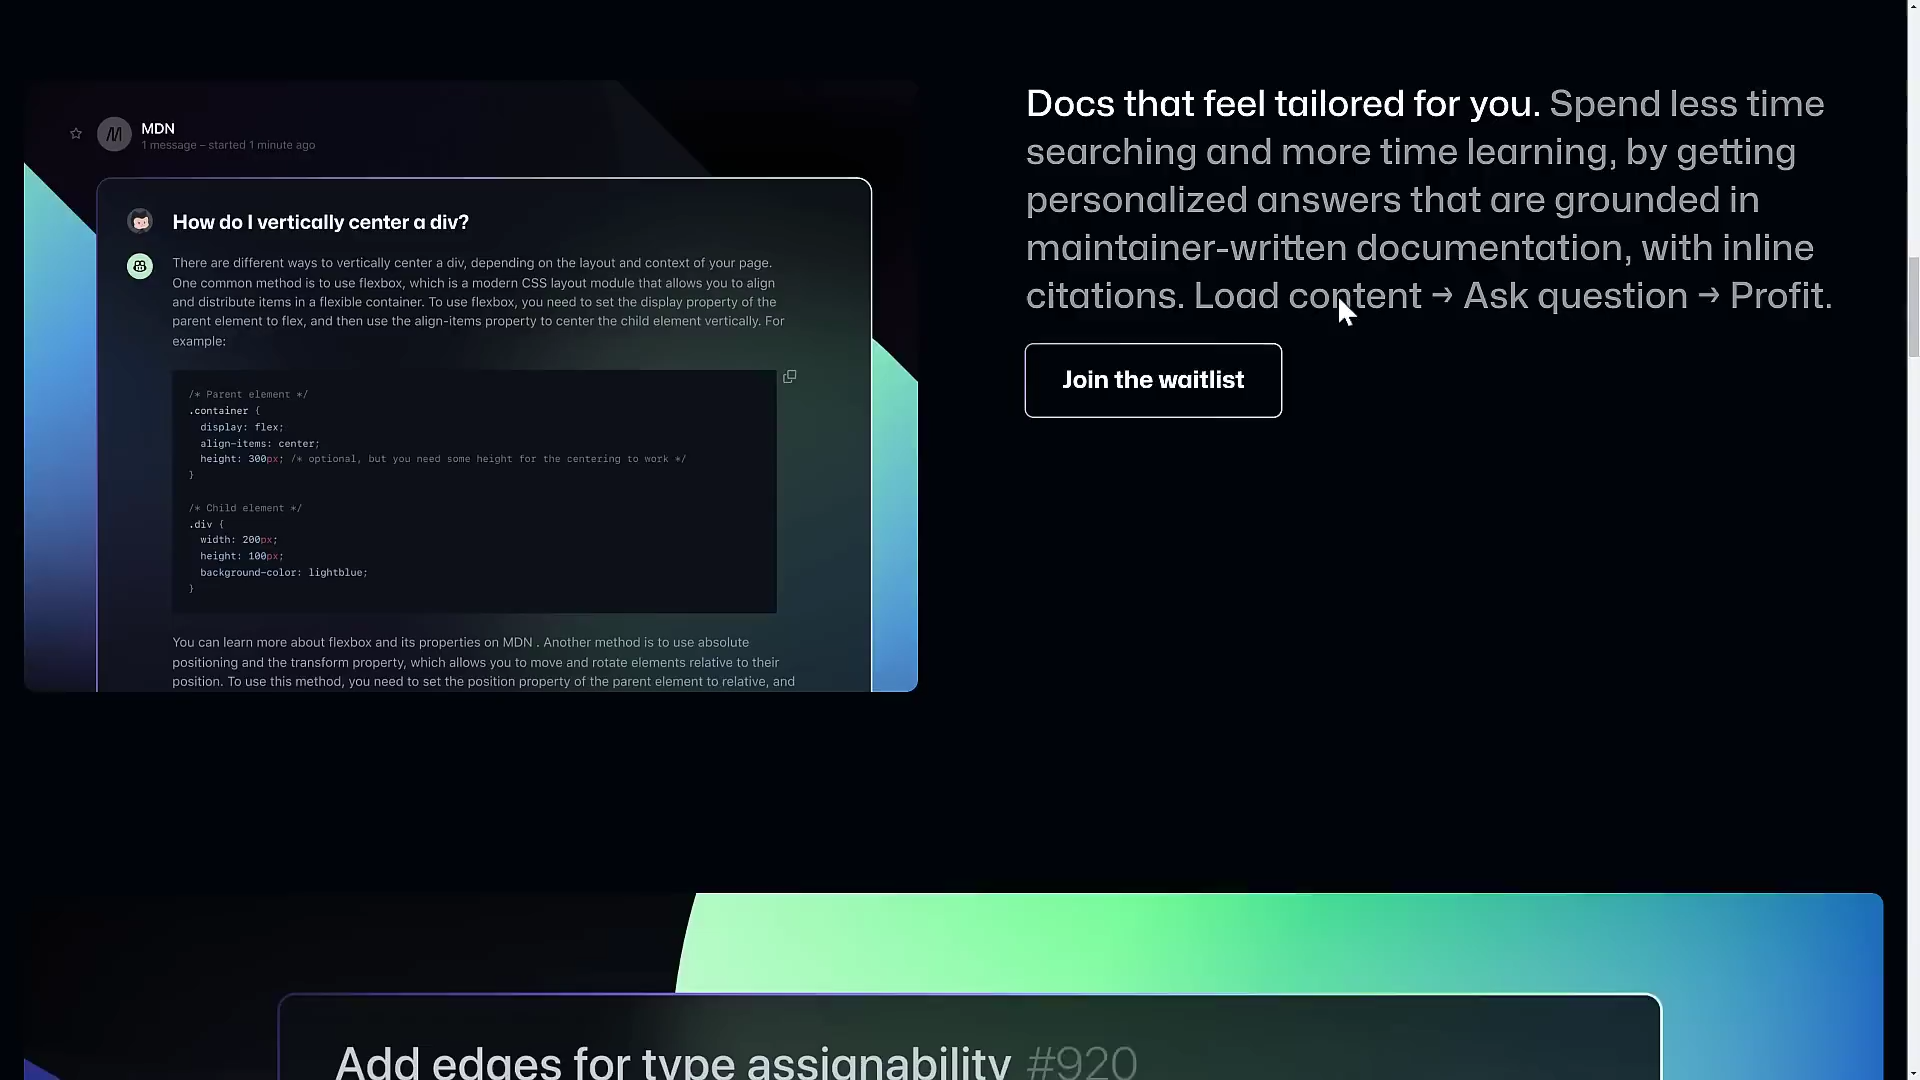 MDN
1 message – started 1 minute ago
How do I vertically center a div?
There are different ways to vertically center a div, depending on the layout and context of your page.
One common method is to use flexbox, which is a modern CSS layout module that allows you to align
and distribute items in a flexible container. To use flexbox, you need to set the display property of the
parent element to flex, and then use the align-items property to center the child element vertically. For
example:
/* Parent element */
.container {
display: flex;
align-items: center;
height: 300px; /* optional, but you need some height for the centering to work */
}
/* Child element */
.div {
width: 200px;
height: 100px;
background-color: lightblue;
}
You can learn more about flexbox and its properties on MDN . Another method is to use absolute
positioning and the transform property, which allows you to move and rotate elements relative to their
position. To use this method, you need to set the position property of the parent element to relative, and
Docs that feel tailored for you. Spend less time
searching and more time learning, by getting
personalized answers that are grounded in
maintainer-written documentation, with inline
citations. Load content → Ask question → Profit.
Join the waitlist
Add edges for type assignability #920